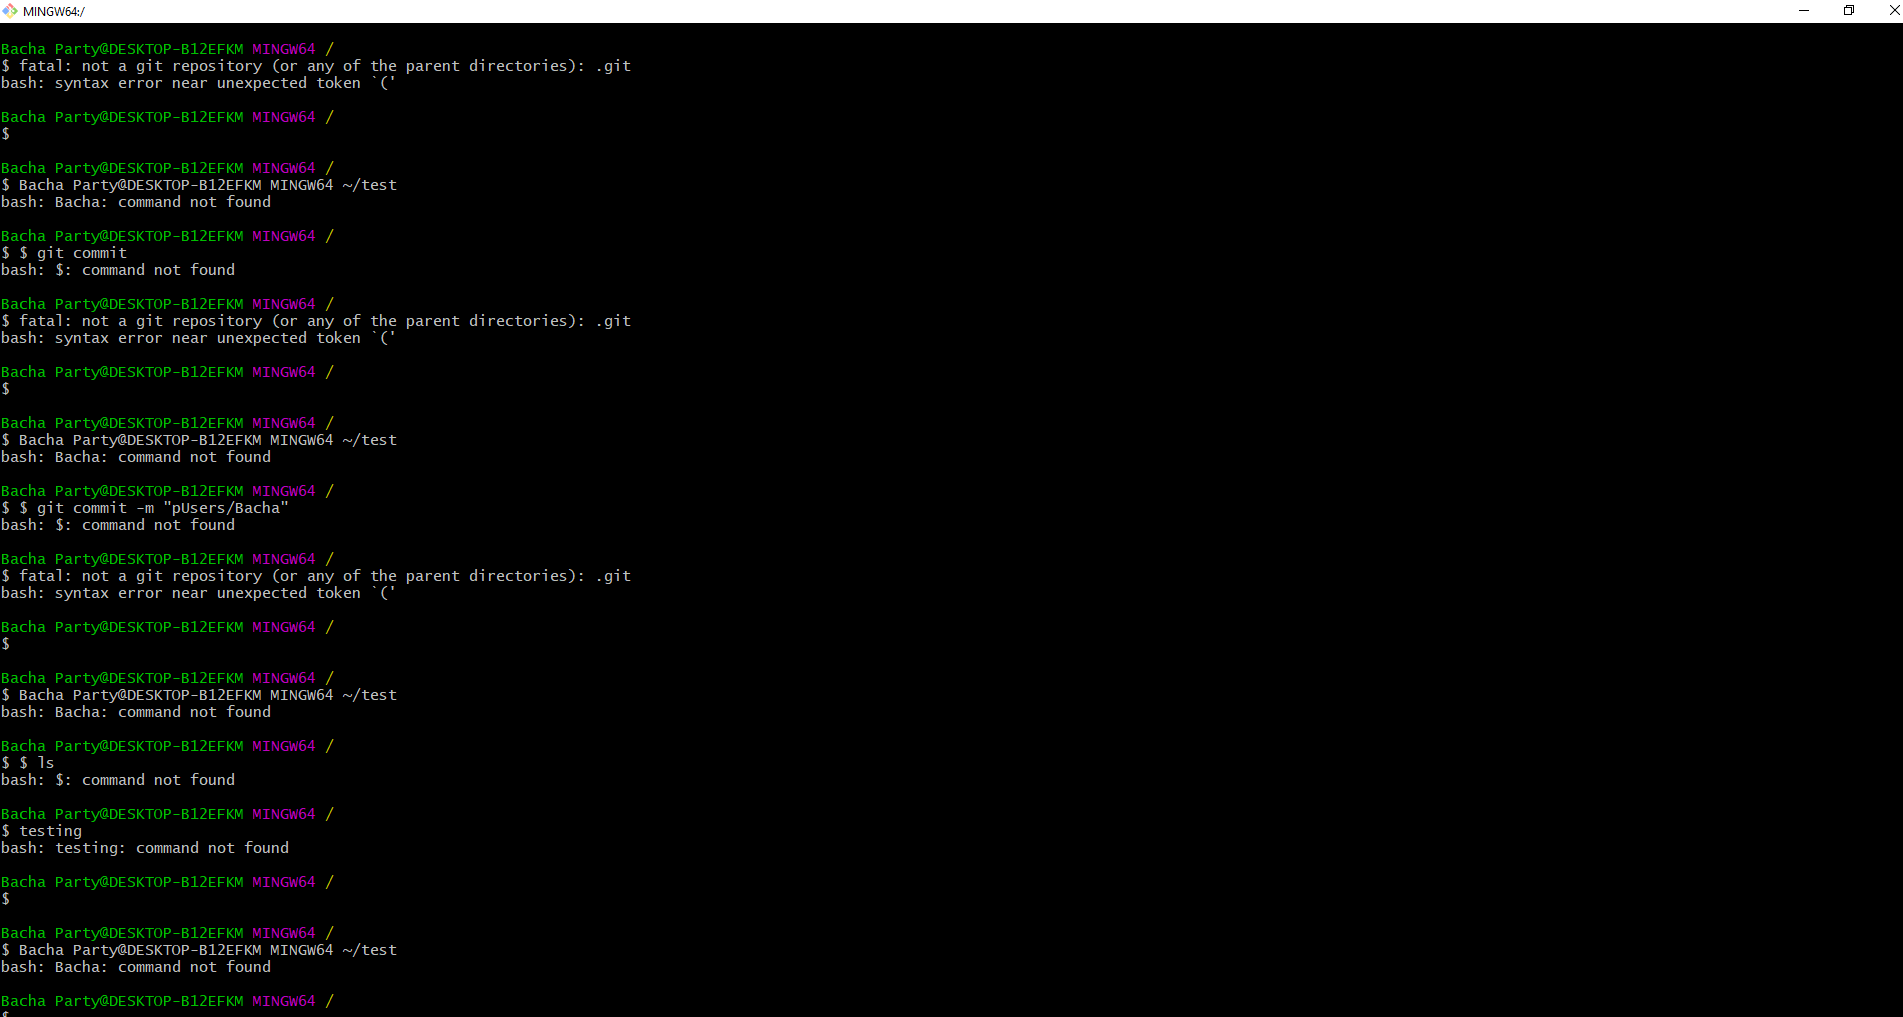 MINGW64:/
Bacha Party@DESKTOP-B12EFKM MINGW64 /
$ fatal: not a git repository (or any of the parent directories): .git
bash: syntax error near unexpected token `('
Bacha Party@DESKTOP-B12EFKM MINGW64 /
$
Bacha Party@DESKTOP-B12EFKM MINGW64 /
$ Bacha Party@DESKTOP-B12EFKM MINGW64 ~/test
bash: Bacha: command not found
Bacha Party@DESKTOP-B12EFKM MINGW64 /
$ $ git commit
bash: $: command not found
Bacha Party@DESKTOP-B12EFKM MINGW64 /
$ fatal: not a git repository (or any of the parent directories): .git
bash: syntax error near unexpected token `('
Bacha Party@DESKTOP-B12EFKM MINGW64 /
$
Bacha Party@DESKTOP-B12EFKM MINGW64 /
$ Bacha Party@DESKTOP-B12EFKM MINGW64 ~/test
bash: Bacha: command not found
Bacha Party@DESKTOP-B12EFKM MINGW64 /
$ $ git commit -m "pUsers/Bacha"
bash: $: command not found
Bacha Party@DESKTOP-B12EFKM MINGW64 /
$ fatal: not a git repository (or any of the parent directories): .git
bash: syntax error near unexpected token `('
Bacha Party@DESKTOP-B12EFKM MINGW64 /
$
Bacha Party@DESKTOP-B12EFKM MINGW64 /
$ Bacha Party@DESKTOP-B12EFKM MINGW64 ~/test
bash: Bacha: command not found
Bacha Party@DESKTOP-B12EFKM MINGW64 /
$ $ ls
bash: $: command not found
Bacha Party@DESKTOP-B12EFKM MINGW64 /
$ testing
bash: testing: command not found
Bacha Party@DESKTOP-B12EFKM MINGW64 /
$
Bacha Party@DESKTOP-B12EFKM MINGW64 /
$ Bacha Party@DESKTOP-B12EFKM MINGW64 ~/test
bash: Bacha: command not found
Bacha Party@DESKTOP-B12EFKM MINGW64 /
$